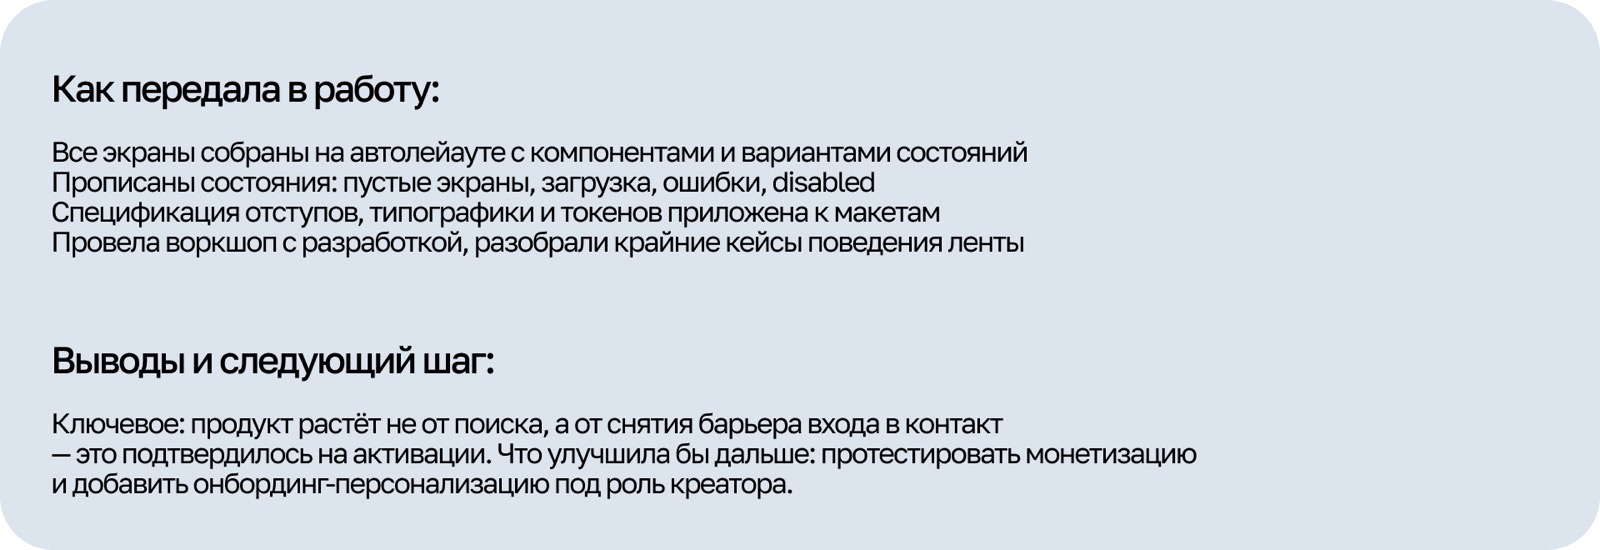 Как передала в работу:
Все экраны собраны на автолейауте с компонентами и вариантами состояний
Прописаны состояния: пустые экраны, загрузка, ошибки, disabled
Спецификация отступов, типографики и токенов приложена к макетам
Провела воркшоп с разработкой, разобрали крайние кейсы поведения ленты
Выводы и следующий шаг:
Ключевое: продукт растёт не от поиска, а от снятия барьера входа в контакт
— это подтвердилось на активации. Что улучшила бы дальше: протестировать монетизацию
и добавить онбординг-персонализацию под роль креатора.